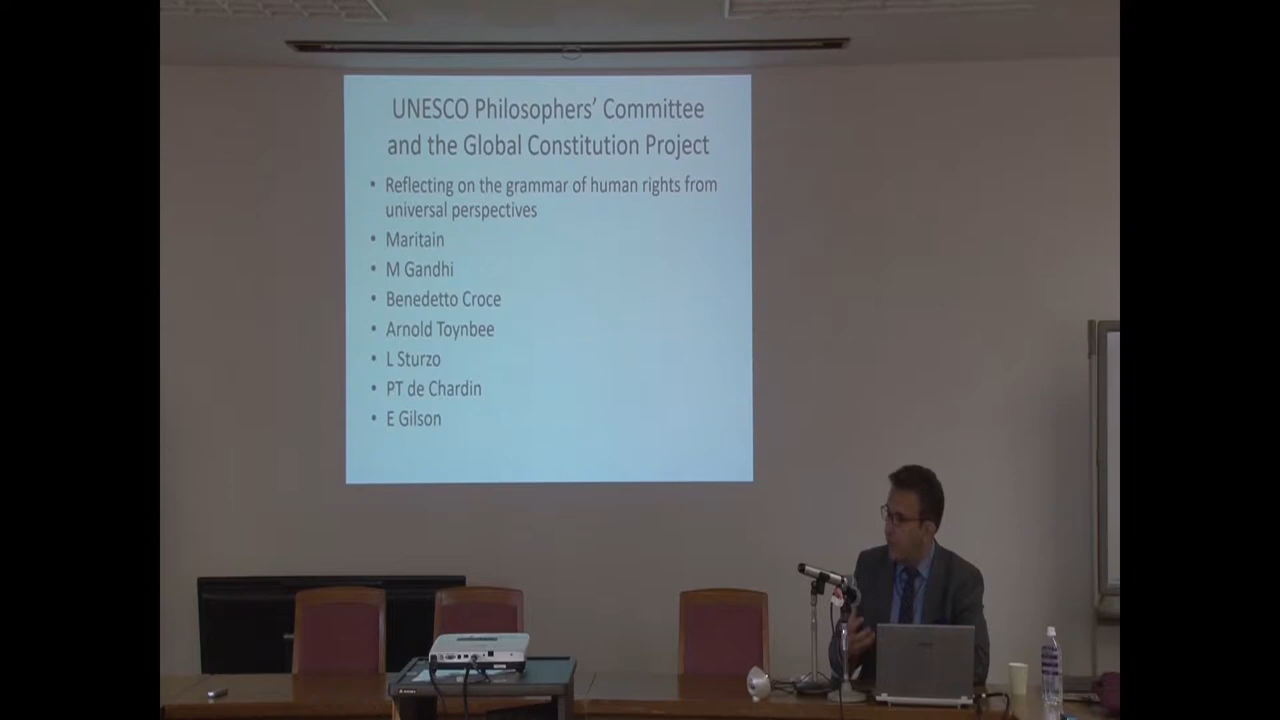 UNESCO Philosophers' Committee
and the Global Constitution Project
• Reflecting on the grammar of human rights from
universal perspectives
• Maritain
• M Gandhi
• Benedetto Croce
• Arnold Toynbee
• L Sturzo
• PT de Chardin
• E Gilson